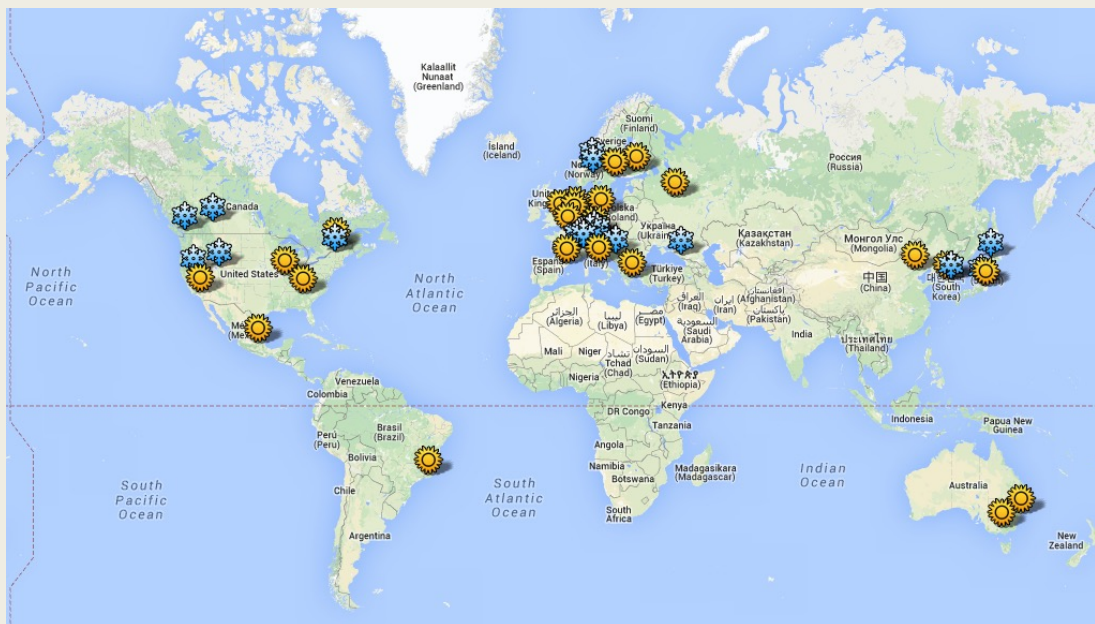 Kalaallit
Nunaat
(Greenland)
Ísland
(Iceland)
Suomi
(Finland)
Sverige
(Norway)
Россия
(Russia)
Canada
United States
North
Pacific
Ocean
North
Atlantic
Ocean
Україна
(Ukraine)
Қазақстан
(Kazakhstan)
Монгол Улс
(Mongolia)
中国
(China)
(South
Korea)
España
(Spain)
(Italy)
Türkiye
(Turkey)
العراق
(Iraq)
ایران
(Iran)
افغانستان
(Afghanistan)
پاکستان
(Pakistan)
الجزائر
(Algeria)
ليبيا
(Libya)
مصر
(Egypt)
السعودية
(Saudi
Arabia)
India
ประเทศไทย
(Thailand)
Mali
Niger
Tchad
(Chad)
السودان
(Sudan)
Nigeria
ኢትዮጵያ
(Ethiopia)
Venezuela
Colombia
DR Congo
Kenya
Tanzania
Indonesia
Papua New
Guinea
Perú
(Peru)
Brasil
(Brazil)
Bolivia
Chile
Argentina
Angola
Namibia
Botswana
South
Africa
Madagasikara
(Madagascar)
South
Pacific
Ocean
South
Atlantic
Ocean
Indian
Ocean
Australia
New
Zealand